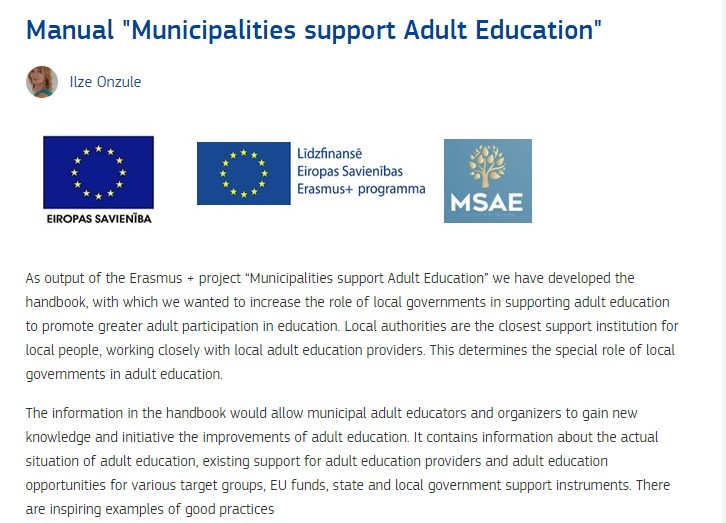 Manual "Municipalities support Adult Education"
Ilze Onzule
EIROPAS SAVIENĪBA
Līdzfinansē
Eiropas Savienības
Erasmus+ programma
MSAE
As output of the Erasmus + project “Municipalities support Adult Education” we have developed the
handbook, with which we wanted to increase the role of local governments in supporting adult education
to promote greater adult participation in education. Local authorities are the closest support institution for
local people, working closely with local adult education providers. This determines the special role of local
governments in adult education.
The information in the handbook would allow municipal adult educators and organizers to gain new
knowledge and initiative the improvements of adult education. It contains information about the actual
situation of adult education, existing support for adult education providers and adult education
opportunities for various target groups, EU funds, state and local government support instruments. There
are inspiring examples of good practices